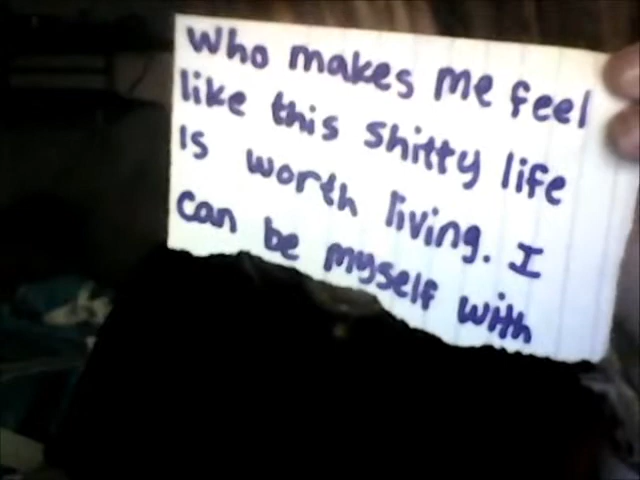 Who makes me feel
like this shitty life
is worth living. I
can be myself with